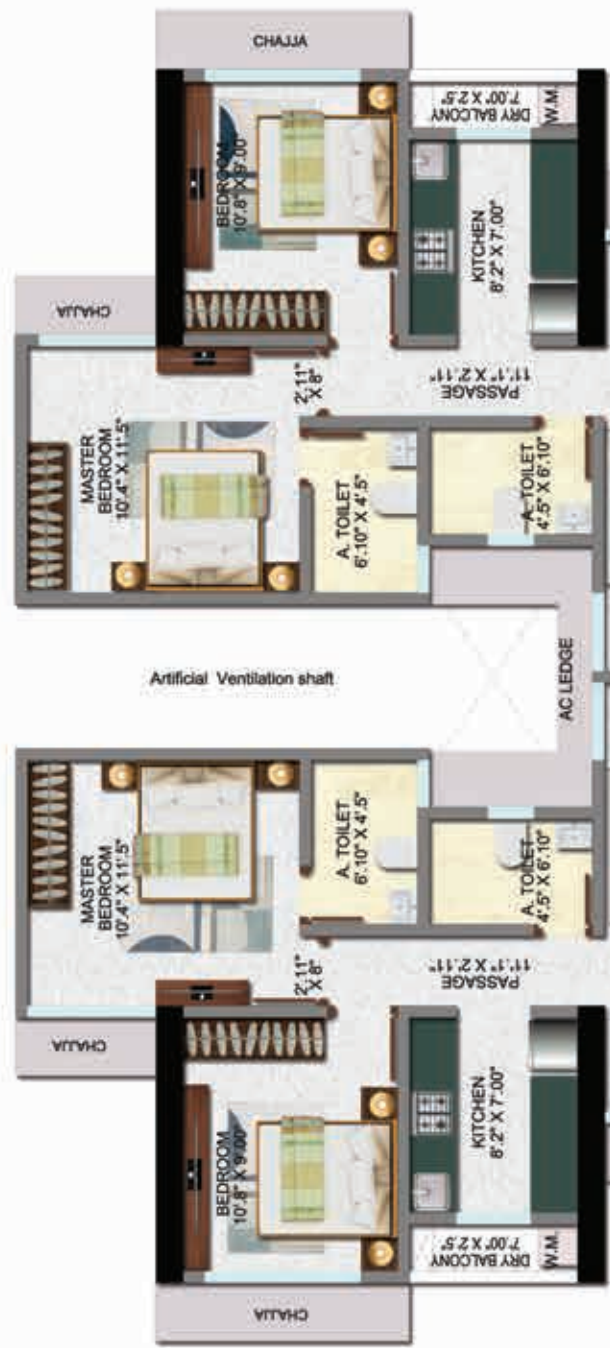 CHAJJA
BEDROOM
10'.8" X 9'.00"
DRY BALCONY
7'.00" X 2'.5"
W.M.
KITCHEN
8'.2" X 7'.00"
CHAJJA
MASTER
BEDROOM
10'.4" X 11'.5"
2'.11"
X 8"
PASSAGE
11'.1" X 2'.11"
A. TOILET
6'.10" X 4'.5"
A. TOILET
4'.5" X 6'.10"
Artificial Ventilation shaft
AC LEDGE
MASTER
BEDROOM
10'.4" X 11'.5"
A. TOILET
6'.10" X 4'.5"
A. TOILET
4'.5" X 6'.10"
CHAJJA
2'.11"
X 8"
PASSAGE
11'.1" X 2'.11"
BEDROOM
10'.8" X 9'.00"
KITCHEN
8'.2" X 7'.00"
DRY BALCONY
7'.00" X 2'.5"
W.M.
CHAJJA